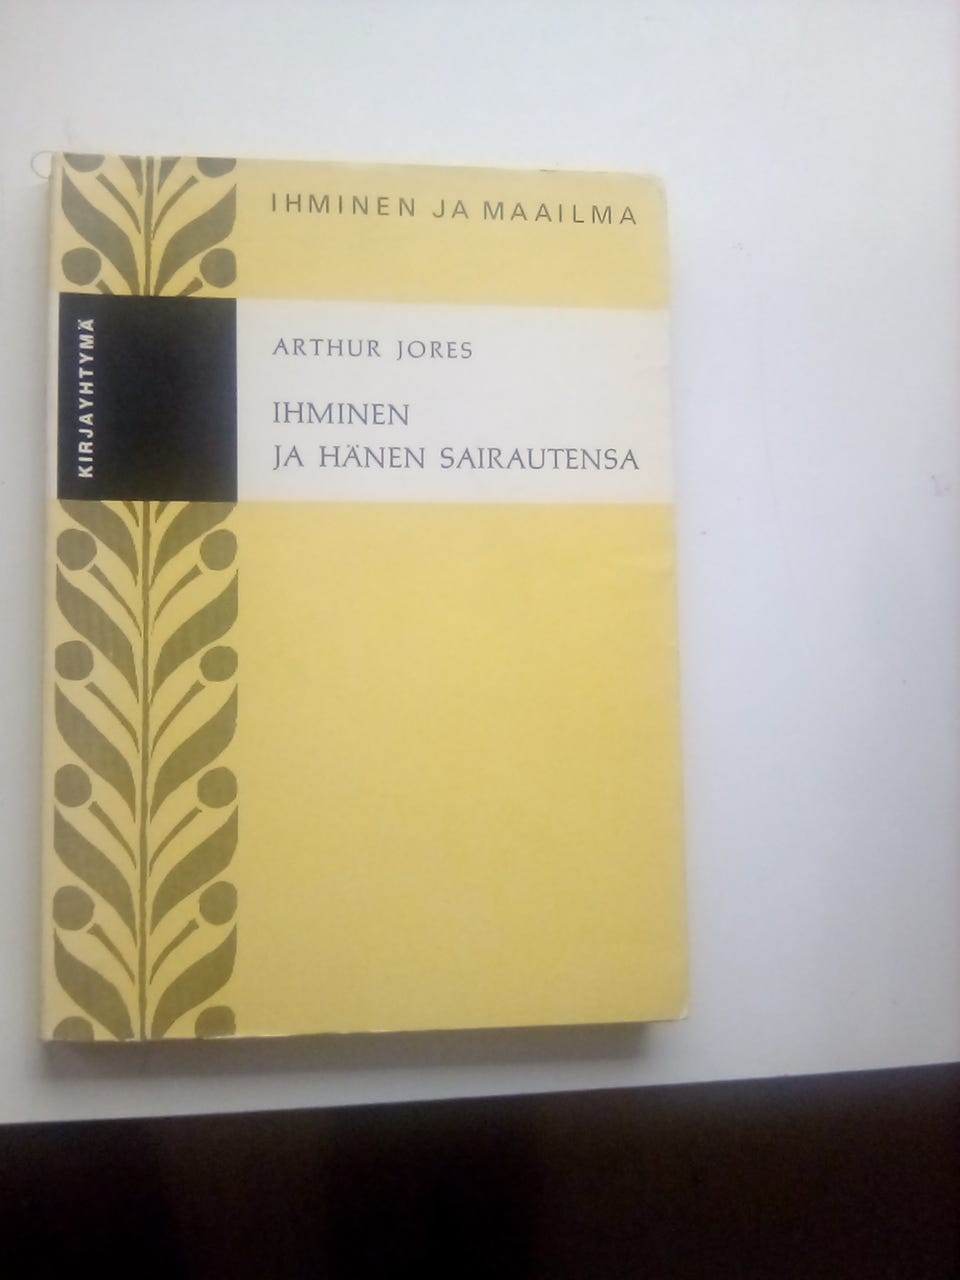 IHMINEN JA MAAILMA
KIRJAYHTYMÄ
ARTHUR JORES
IHMINEN
JA HÄNEN SAIRAUTENSA